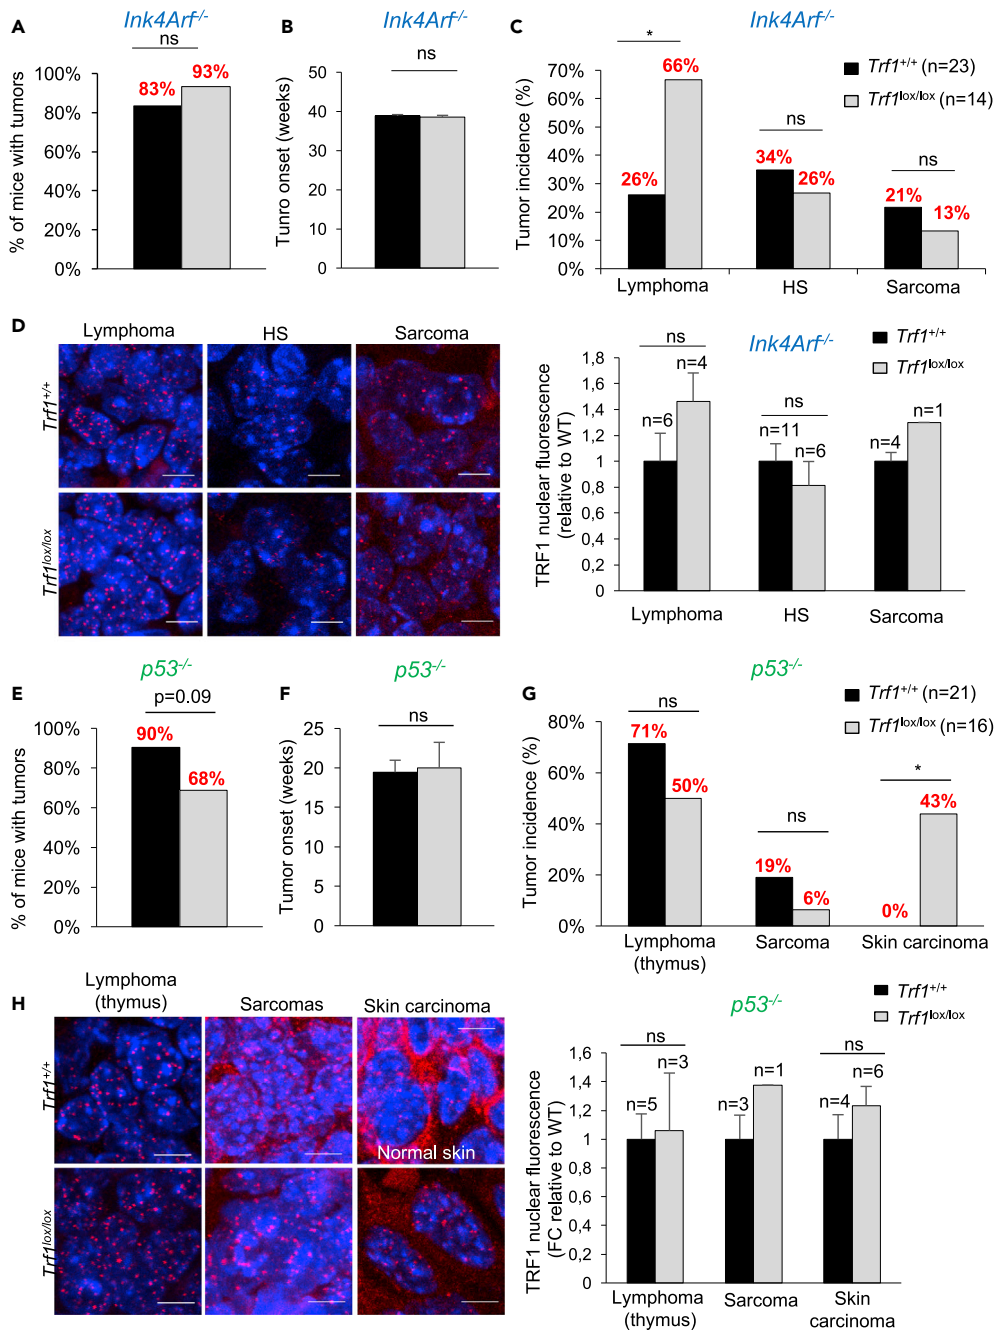 A
Ink4Arf-/-
ns
93%
83%
100%
80%
60%
40%
20%
0%
% of mice with tumors
B
Ink4Arf-/-
ns
50
40
30
20
10
0
Tunro onset (weeks)
C
Ink4Arf-/-
Trf1+/+ (n=23)
Trf1lox/lox (n=14)
*
66%
ns
34%
26%
26%
ns
21%
13%
70%
60%
50%
40%
30%
20%
10%
0%
Tumor incidence (%)
Lymphoma
HS
Sarcoma
D
Lymphoma
HS
Sarcoma
Trf1+/+
Trf1lox/lox
Ink4Arf-/-
Trf1+/+
Trf1lox/lox
ns
n=4
n=6
ns
n=11
n=6
n=1
n=4
1,8
1,6
1,4
1,2
1
0,8
0,6
0,4
0,2
0
TRF1 nuclear fluorescence
(relative to WT)
Lymphoma
HS
Sarcoma
E
p53-/-
p=0.09
90%
68%
100%
80%
60%
40%
20%
0%
% of mice with tumors
F
p53-/-
ns
25
20
15
10
5
0
Tumor onset (weeks)
G
p53-/-
Trf1+/+ (n=21)
Trf1lox/lox (n=16)
ns
71%
50%
ns
19%
6%
*
43%
0%
80%
60%
40%
20%
0%
Tumor incidence (%)
Lymphoma
(thymus)
Sarcoma
Skin carcinoma
H
Lymphoma
(thymus)
Sarcomas
Skin carcinoma
Trf1+/+
Normal skin
Trf1lox/lox
p53-/-
Trf1+/+
Trf1lox/lox
ns
n=3
n=5
n=1
n=3
ns
n=6
n=4
1,6
1,4
1,2
1
0,8
0,6
0,4
0,2
0
TRF1 nuclear fluorescence
(FC relative to WT)
Lymphoma
(thymus)
Sarcoma
Skin
carcinoma